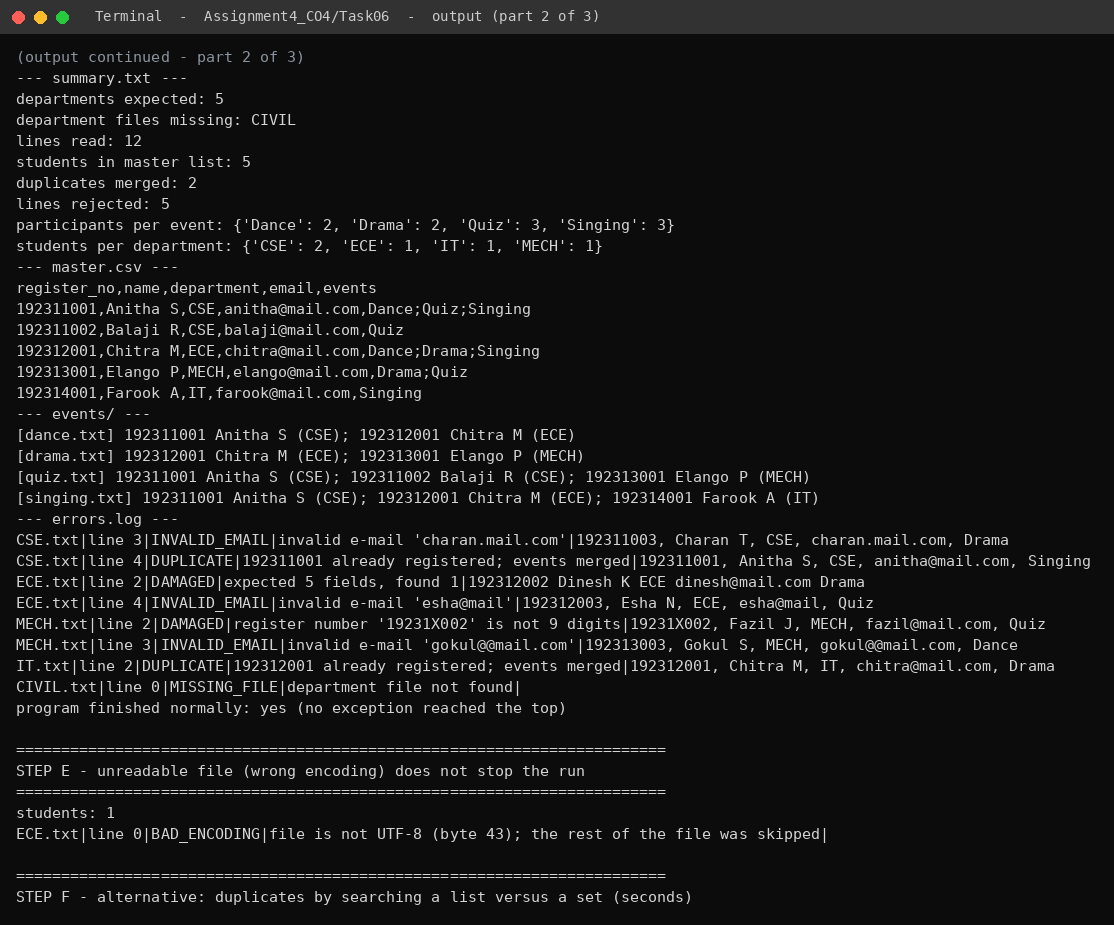 Terminal  -  Assignment4_CO4/Task06  -  output (part 2 of 3)
(output continued - part 2 of 3)
--- summary.txt ---
departments expected: 5
department files missing: CIVIL
lines read: 12
students in master list: 5
duplicates merged: 2
lines rejected: 5
participants per event: {'Dance': 2, 'Drama': 2, 'Quiz': 3, 'Singing': 3}
students per department: {'CSE': 2, 'ECE': 1, 'IT': 1, 'MECH': 1}
--- master.csv ---
register_no,name,department,email,events
192311001,Anitha S,CSE,anitha@mail.com,Dance;Quiz;Singing
192311002,Balaji R,CSE,balaji@mail.com,Quiz
192312001,Chitra M,ECE,chitra@mail.com,Dance;Drama;Singing
192313001,Elango P,MECH,elango@mail.com,Drama;Quiz
192314001,Farook A,IT,farook@mail.com,Singing
--- events/ ---
[dance.txt] 192311001 Anitha S (CSE); 192312001 Chitra M (ECE)
[drama.txt] 192312001 Chitra M (ECE); 192313001 Elango P (MECH)
[quiz.txt] 192311001 Anitha S (CSE); 192311002 Balaji R (CSE); 192313001 Elango P (MECH)
[singing.txt] 192311001 Anitha S (CSE); 192312001 Chitra M (ECE); 192314001 Farook A (IT)
--- errors.log ---
CSE.txt|line 3|INVALID_EMAIL|invalid e-mail 'charan.mail.com'|192311003, Charan T, CSE, charan.mail.com, Drama
CSE.txt|line 4|DUPLICATE|192311001 already registered; events merged|192311001, Anitha S, CSE, anitha@mail.com, Singing
ECE.txt|line 2|DAMAGED|expected 5 fields, found 1|192312002 Dinesh K ECE dinesh@mail.com Drama
ECE.txt|line 4|INVALID_EMAIL|invalid e-mail 'esha@mail'|192312003, Esha N, ECE, esha@mail, Quiz
MECH.txt|line 2|DAMAGED|register number '19231X002' is not 9 digits|19231X002, Fazil J, MECH, fazil@mail.com, Quiz
MECH.txt|line 3|INVALID_EMAIL|invalid e-mail 'gokul@@mail.com'|192313003, Gokul S, MECH, gokul@@mail.com, Dance
IT.txt|line 2|DUPLICATE|192312001 already registered; events merged|192312001, Chitra M, IT, chitra@mail.com, Drama
CIVIL.txt|line 0|MISSING_FILE|department file not found|
program finished normally: yes (no exception reached the top)
========================================================================
STEP E - unreadable file (wrong encoding) does not stop the run
========================================================================
students: 1
ECE.txt|line 0|BAD_ENCODING|file is not UTF-8 (byte 43); the rest of the file was skipped|
========================================================================
STEP F - alternative: duplicates by searching a list versus a set (seconds)